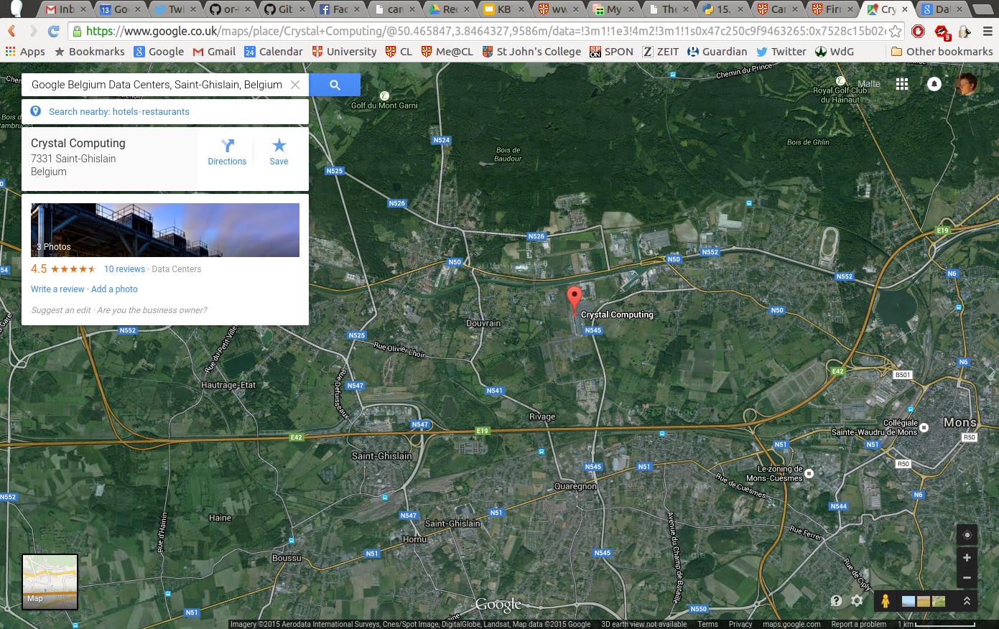 Inb
Go
Twi
or-
Git
Fac
can
Rec
KB
ww
My
The
15.
Car
Firr
Cry
Dat
https://www.google.co.uk/maps/place/Crystal+Computing/@50.465847,3.8464327,9586m/data=!3m1!1e3!4m2!3m1!1s0x47c250c9f9463265:0x7528c15b02
9
Apps
Bookmarks
Google
Gmail
24 Calendar
University
CL
Me@CL
St John's College
SPON
ZEIT
Guardian
Twitter
WdG
Other bookmarks
Google Belgium Data Centers, Saint-Ghislain, Belgium
Search nearby: hotels · restaurants
Crystal Computing
7331 Saint-Ghislain
Belgium
Directions
Save
3 Photos
4.5
10 reviews · Data Centers
Write a review · Add a photo
Suggest an edit · Are you the business owner?
Malte
Chemin du Prince
Golf du Mont Garni
Royal Golf Club
du Hainaut
N524
Bois de
Baudour
Bois de Ghlin
N525
N526
E19
N526
N552
N50
N50
N552
N6
54
Crystal Computing
N50
Douvrain
N545
N552
N525
Rue Olivier Lhoir
Rue du Petit Ville
N6
E42
B501
Hautrage-Etat
N547
Rue Defuisseaux
N541
Rivage
Mons
Collégiale
Sainte-Waudru de Mons
N547
E19
E42
R50
N51
N51
Saint-Ghislain
N545
N51
R50
Le zoning de
Mons-Cuesmes
Quaregnon
Rue de Cuesmes
N552
N6
N544
Haine
Rue d'Hainin
N547
N51
Saint-Ghislain
Avenue du Champ de Bataille
Rue Ferrer
Hornu
N51
N545
Boussu
Rue de Ciply
Map
Google
N51
N550
Imagery ©2015 Aerodata International Surveys, Cnes/Spot Image, DigitalGlobe, Landsat, Map data ©2015 Google
3D earth view not available
Terms
Privacy
maps.google.com
Report a problem
1 km